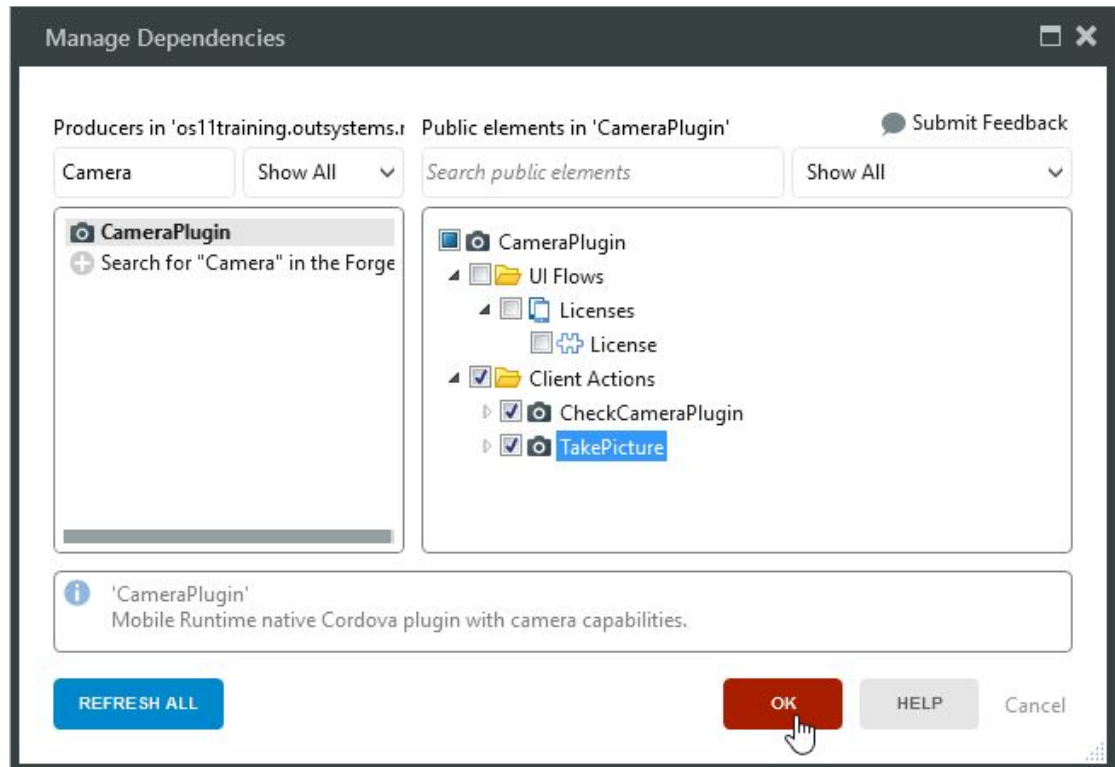 Manage Dependencies
Producers in 'os11training.outsystems.r
Public elements in 'CameraPlugin'
Submit Feedback
Camera
Show All
Search public elements
Show All
CameraPlugin
Search for "Camera" in the Forge
CameraPlugin
UI Flows
Licenses
License
Client Actions
CheckCameraPlugin
TakePicture
'CameraPlugin'
Mobile Runtime native Cordova plugin with camera capabilities.
REFRESH ALL
OK
HELP
Cancel